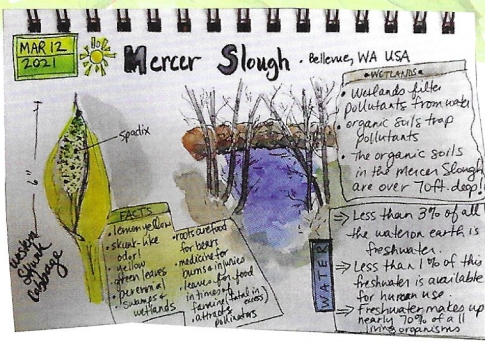 MAR 12
2021
110
Mercer Slough · Bellevue, WA USA
• WETLANDS •
• Wetlands filter
pollutants from water
• organic soils trap
pollutants
• The organic soils
in the Mercer Slough
are over 70ft deep!
Spadix
6"
Western
Skunk
Cabbage
FACTS
• lemon yellow
• skunk-like
odor!
• yellow
green leaves
• perennial
• swamps &
wetlands
• roots are food
for bears
• medicine for
burns & injuries
• leaves for food
in times of
famine (fatal in
excess)
• attracts
pollinators
WATER
⇒ Less than 3% of all
the water on earth is
freshwater.
⇒ Less than 1% of this
freshwater is available
for human use.
⇒ Freshwater makes up
nearly 70% of all
living organisms